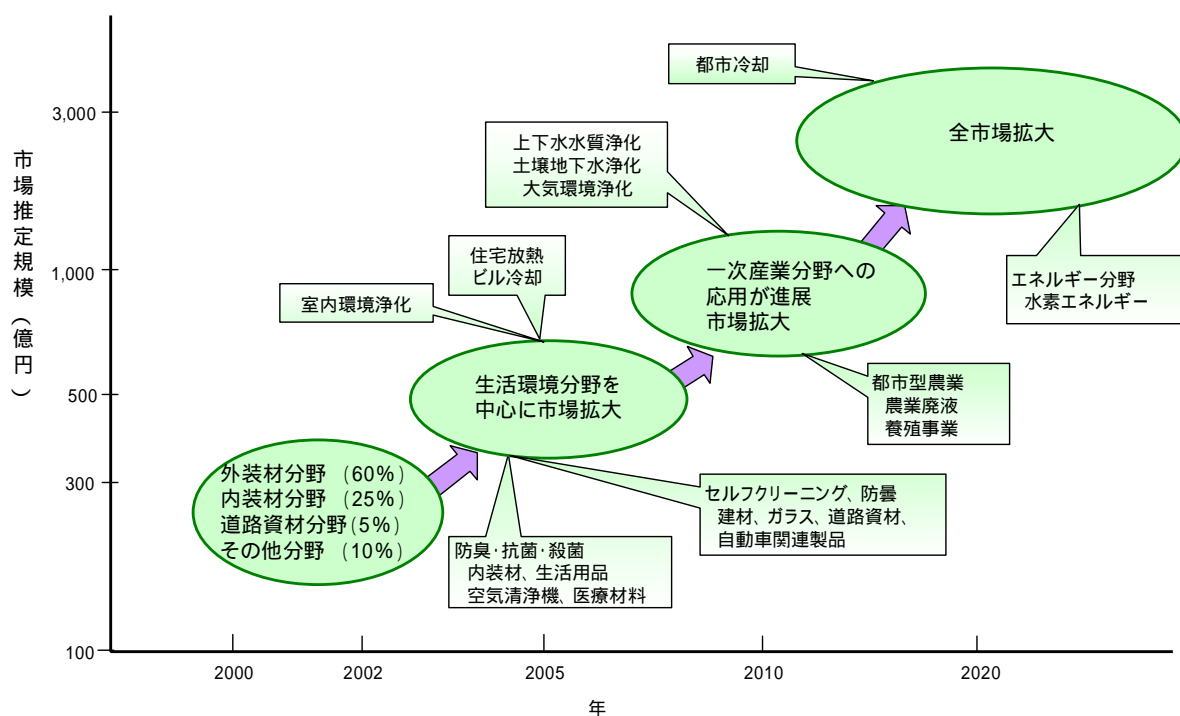 都市冷却
3,000
全市場拡大
上下水水質浄化
土壌地下水浄化
大気環境浄化
市場推定規模(億円)
住宅放熱
ビル冷却
1,000
一次産業分野への
応用が進展
市場拡大
エネルギー分野
水素エネルギー
室内環境浄化
生活環境分野を
中心に市場拡大
500
都市型農業
農業廃液
養殖事業
外装材分野 (60%)
内装材分野 (25%)
道路資材分野(5%)
その他分野 (10%)
300
セルフクリーニング、防曇
建材、ガラス、道路資材、
自動車関連製品
防臭・抗菌・殺菌
内装材、生活用品
空気清浄機、医療材料
100
2000 2002 2005 2010 2020
年